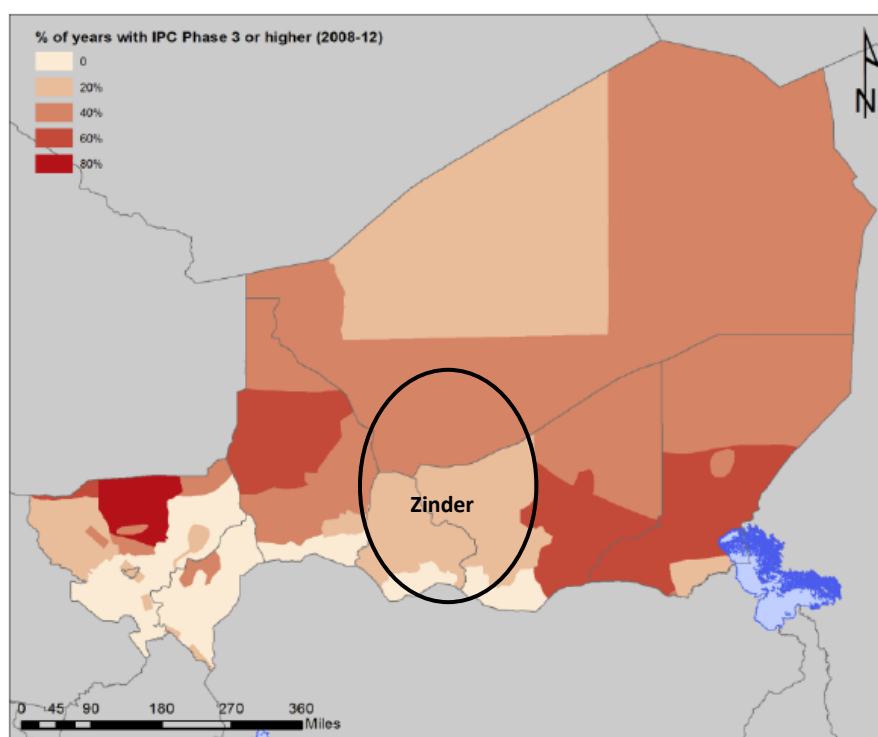 % of years with IPC Phase 3 or higher (2008-12)
0
20%
40%
60%
80%
N
Zinder
0 45 90 180 270 360
Miles